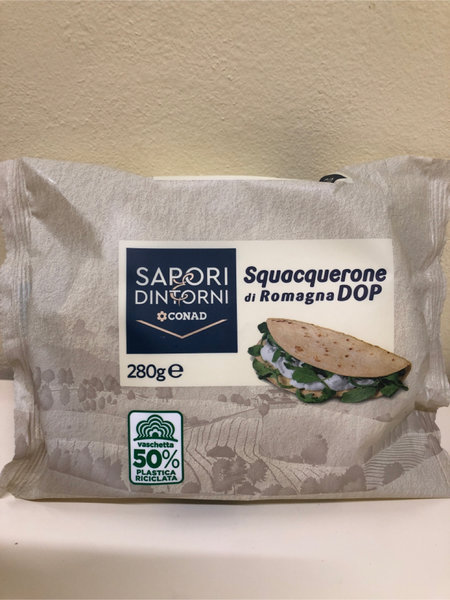 SAPORI
DINTORNI
CONAD
Squacquerone
di Romagna DOP
280g e
vaschetta
50%
PLASTICA
RICICLATA